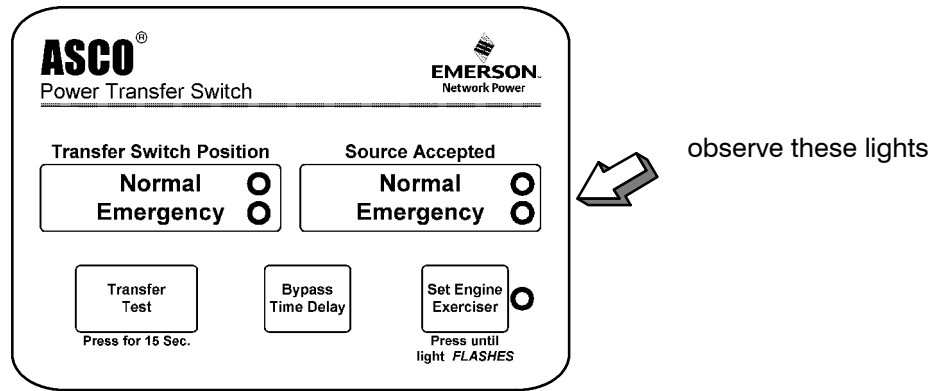 ASCO®
Power Transfer Switch
EMERSON.
Network Power
observe these lights
Transfer Switch Position
Normal
Emergency
Source Accepted
Normal
Emergency
Transfer
Test
Press for 15 Sec.
Bypass
Time Delay
Set Engine
Exerciser
Press until
light FLASHES